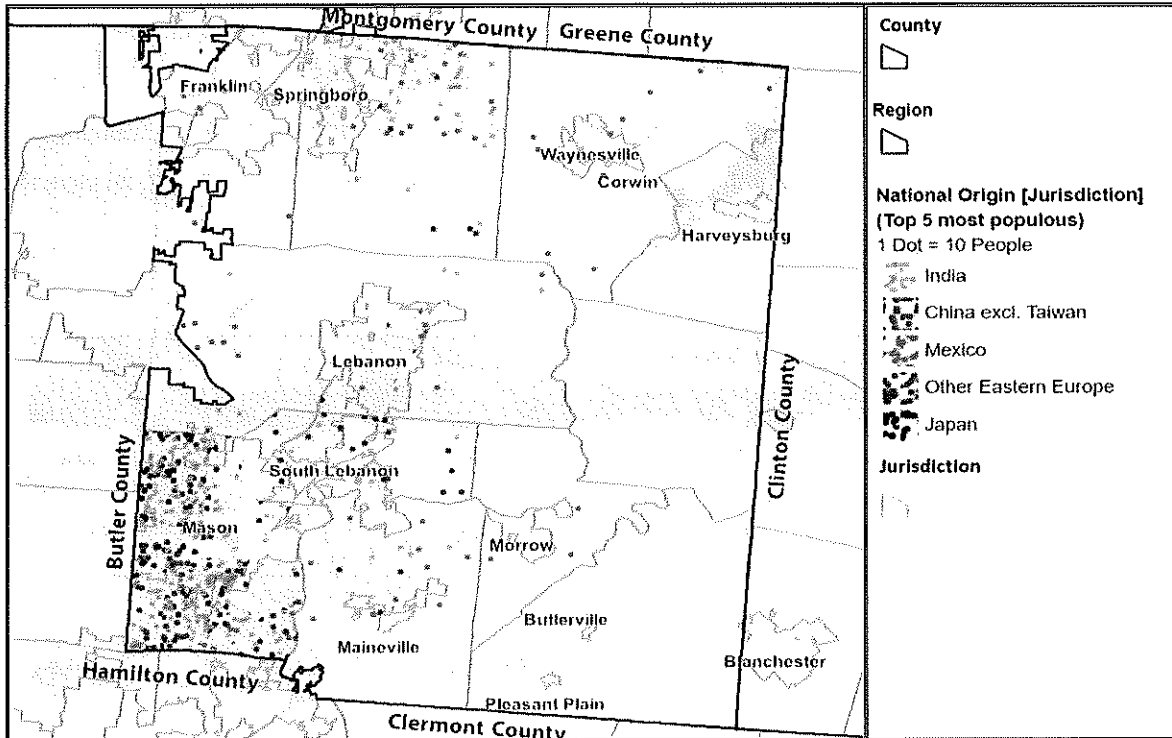 Montgomery County
Greene County
Franklin
Springboro
Waynesville
Corwin
Harveysburg
Lebanon
South Lebanon
Mason
Morrow
Butlerville
Maineville
Blanchester
Pleasant Plain
Butler County
Clinton County
Hamilton County
Clermont County
County
Region
National Origin [Jurisdiction]
(Top 5 most populous)
1 Dot = 10 People
India
China excl. Taiwan
Mexico
Other Eastern Europe
Japan
Jurisdiction